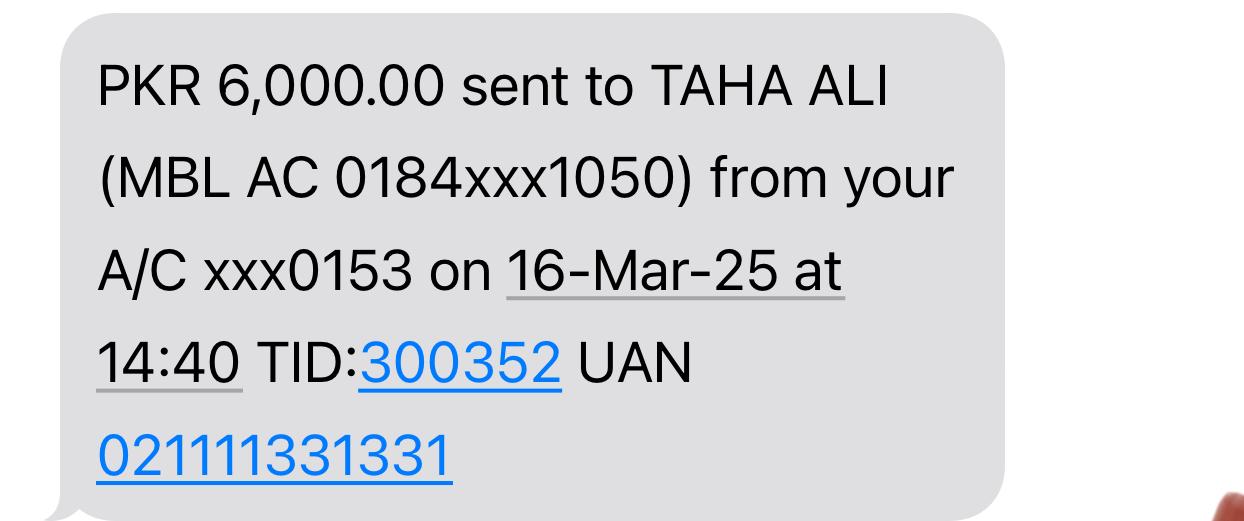 PKR 6,000.00 sent to TAHA ALI
(MBL AC 0184xxx1050) from your
A/C xxx0153 on 16-Mar-25 at
14:40 TID:300352 UAN
021111331331